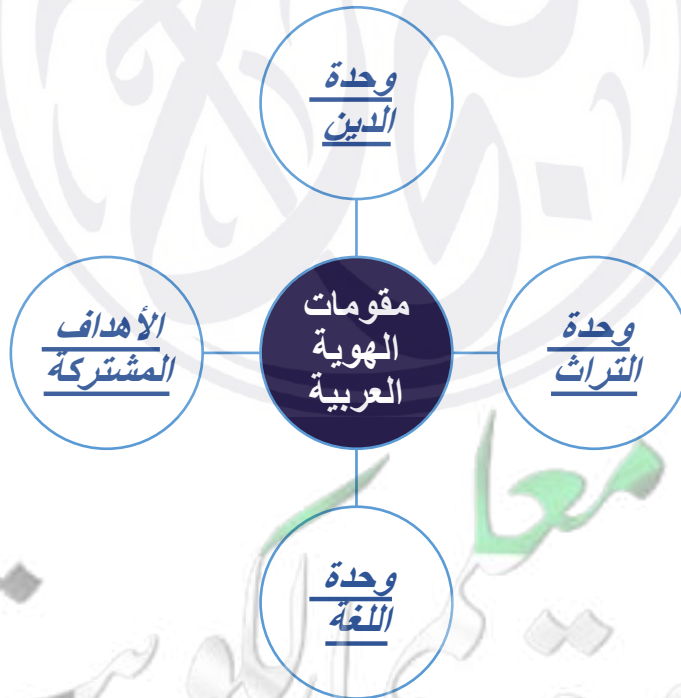 وحدة
الدين
مقومات
الهوية
العربية
وحدة
التراث
وحدة
اللغة
الأهداف
المشتركة